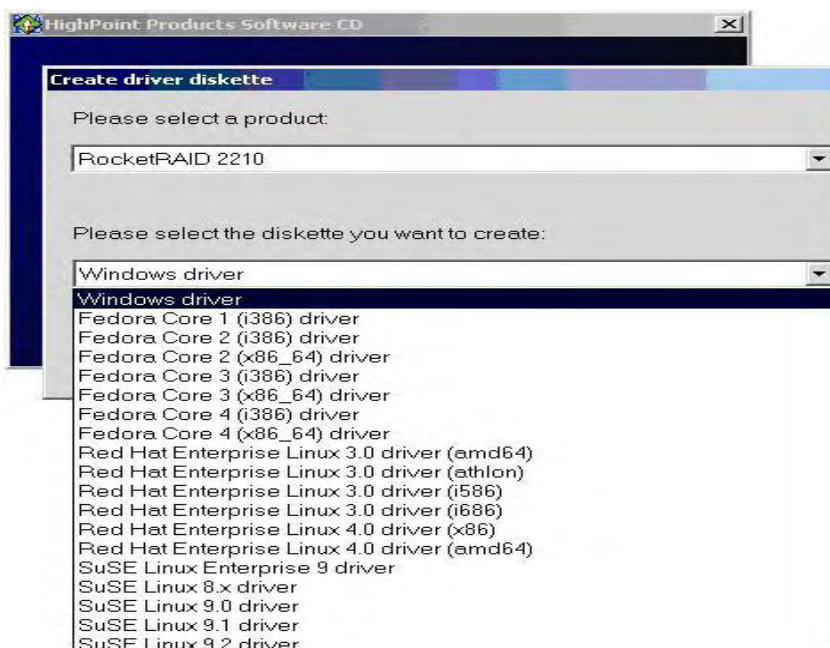 HighPoint Products Software CD
Create driver diskette
Please select a product:
RocketRAID 2210
Please select the diskette you want to create:
Windows driver
Windows driver
Fedora Core 1 (i386) driver
Fedora Core 2 (i386) driver
Fedora Core 2 (x86_64) driver
Fedora Core 3 (i386) driver
Fedora Core 3 (x86_64) driver
Fedora Core 4 (i386) driver
Fedora Core 4 (x86_64) driver
Red Hat Enterprise Linux 3.0 driver (amd64)
Red Hat Enterprise Linux 3.0 driver (athlon)
Red Hat Enterprise Linux 3.0 driver (i586)
Red Hat Enterprise Linux 3.0 driver (i686)
Red Hat Enterprise Linux 4.0 driver (x86)
Red Hat Enterprise Linux 4.0 driver (amd64)
SuSE Linux Enterprise 9 driver
SuSE Linux 8.x driver
SuSE Linux 9.0 driver
SuSE Linux 9.1 driver
SuSE Linux 9.2 driver